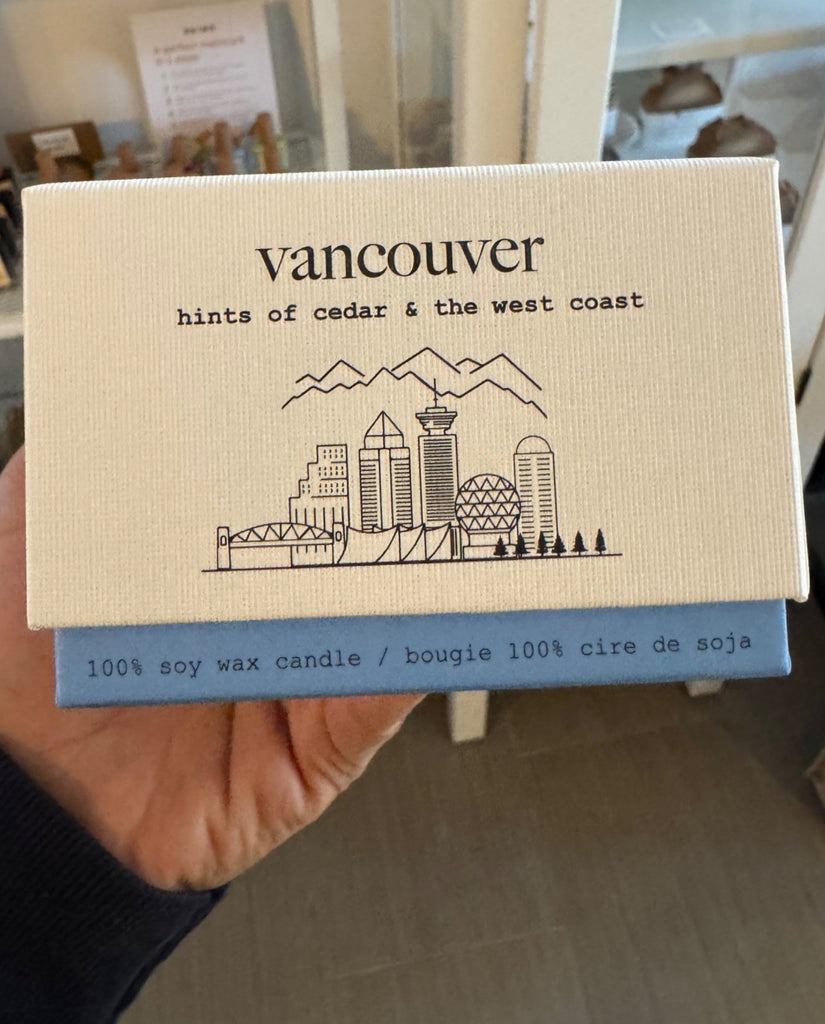 vancouver
hints of cedar & the west coast
100% soy wax candle / bougie 100% cire de soja